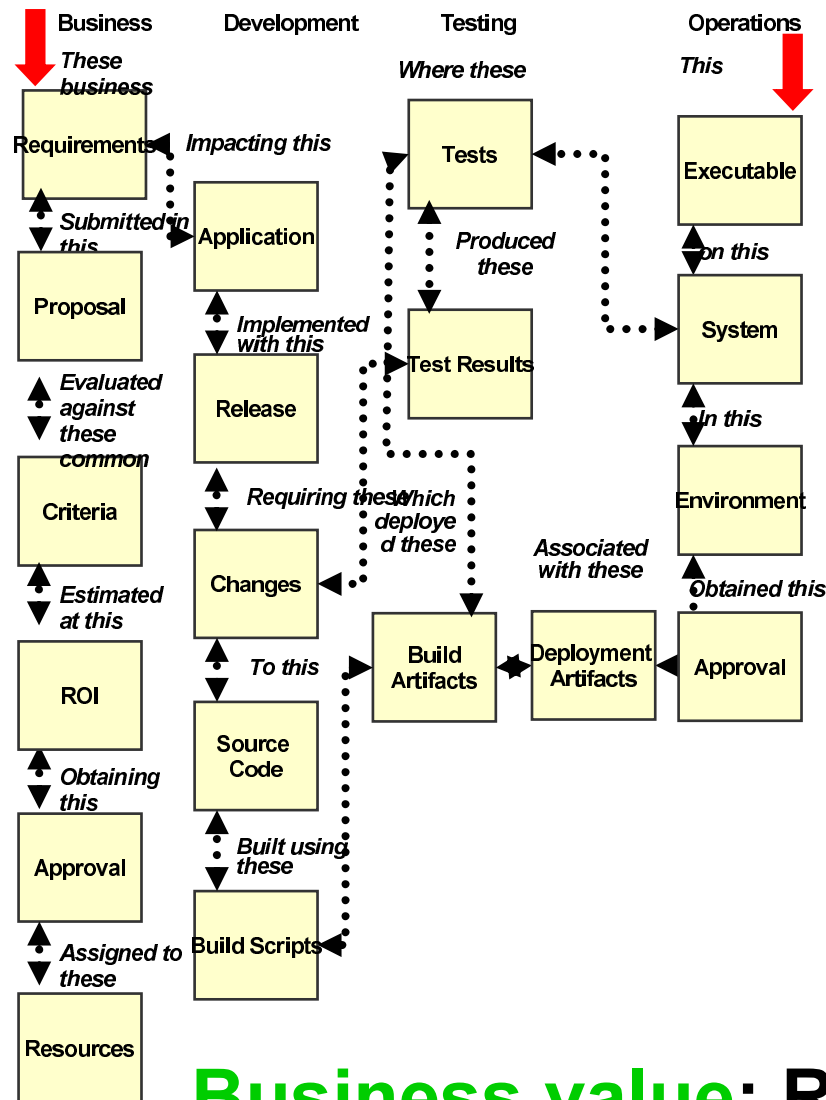 Business
Development
Testing
Operations
These
business
Requirements
Submitted in
this
Proposal
Evaluated
against
these
common
Criteria
Estimated
at this
ROI
Obtaining
this
Approval
Assigned to
these
Resources
Impacting this
Application
Implemented
with this
Release
Requiring these
Changes
To this
Source
Code
Built using
these
Build Scripts
Where these
Tests
Produced
these
Test Results
Which
deploye
d these
Build
Artifacts
Associated
with these
Deployment
Artifacts
This
Executable
on this
System
In this
Environment
Obtained this
Approval
Business value: